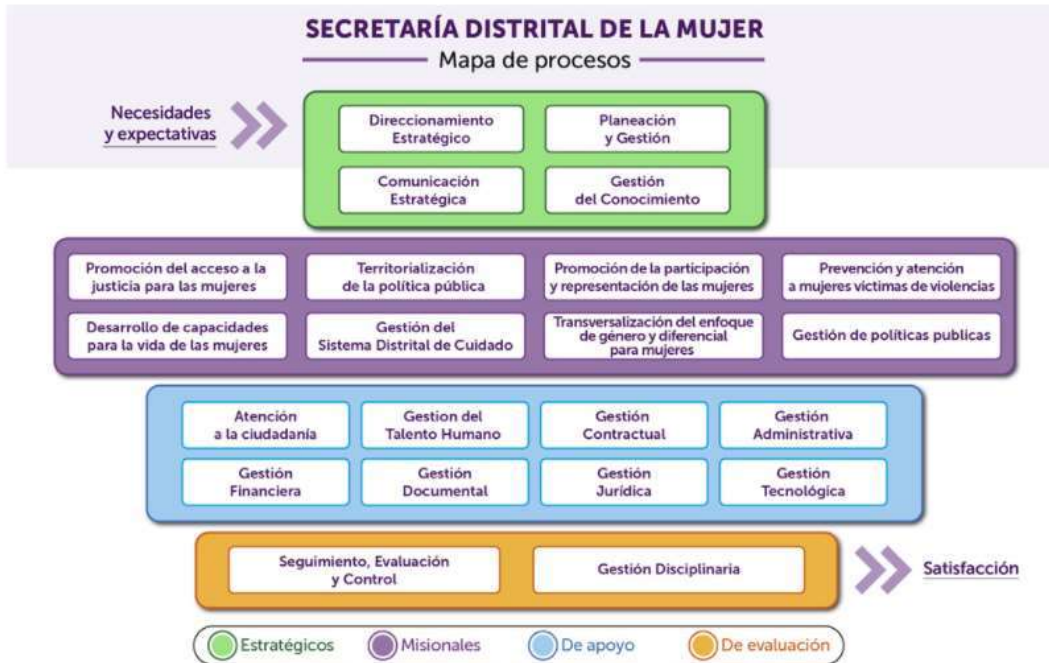 SECRETARÍA DISTRITAL DE LA MUJER
Mapa de procesos
Necesidades
y expectativas
Direccionamiento
Estratégico
Planeación
y Gestión
Comunicación
Estratégica
Gestión
del Conocimiento
Promoción del acceso a la
justicia para las mujeres
Territorialización
de la política pública
Promoción de la participación
y representación de las mujeres
Prevención y atención
a mujeres víctimas de violencias
Desarrollo de capacidades
para la vida de las mujeres
Gestión del
Sistema Distrital de Cuidado
Transversalización del enfoque
de género y diferencial
para mujeres
Gestión de políticas publicas
Atención
a la ciudadanía
Gestion del
Talento Humano
Gestión
Contractual
Gestión
Administrativa
Gestión
Financiera
Gestión
Documental
Gestión
Jurídica
Gestión
Tecnológica
Seguimiento, Evaluación
y Control
Gestión Disciplinaria
Satisfacción
Estratégicos
Misionales
De apoyo
De evaluación